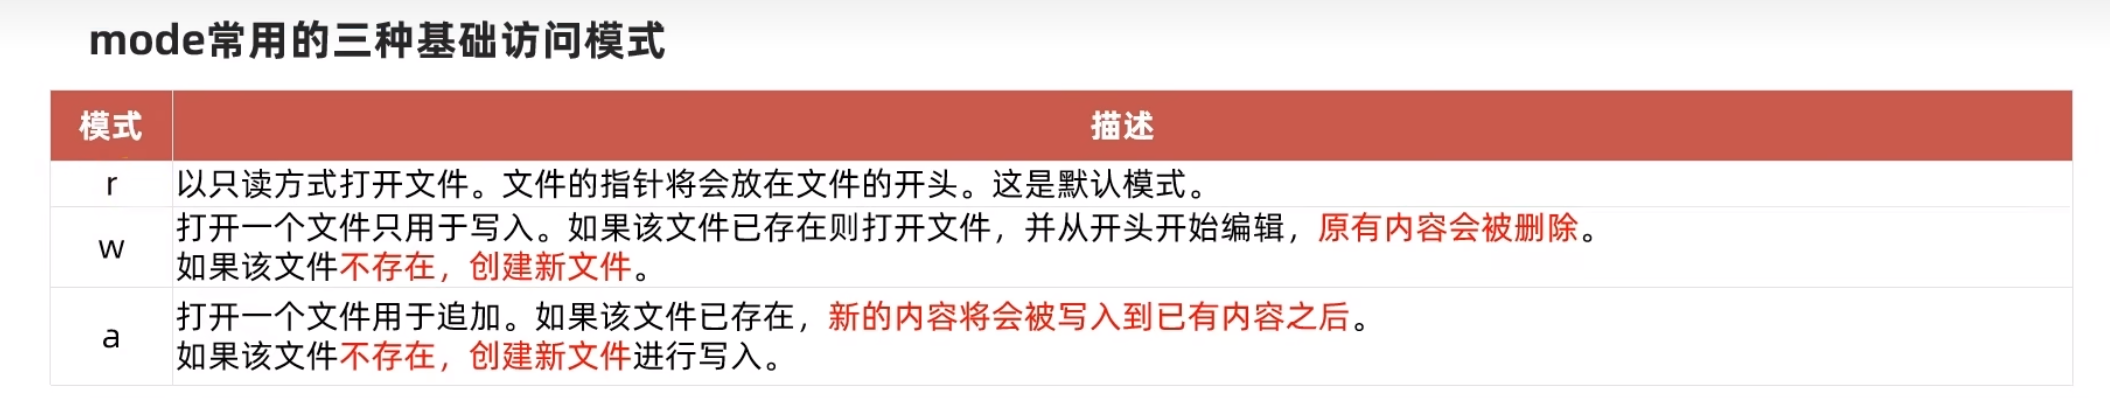 mode常用的三种基础访问模式
模式 描述
r 以只读方式打开文件。文件的指针将会放在文件的开头。这是默认模式。
w 打开一个文件只用于写入。如果该文件已存在则打开文件，并从开头开始编辑，原有内容会被删除。
如果该文件不存在，创建新文件。
a 打开一个文件用于追加。如果该文件已存在，新的内容将会被写入到已有内容之后。
如果该文件不存在，创建新文件进行写入。